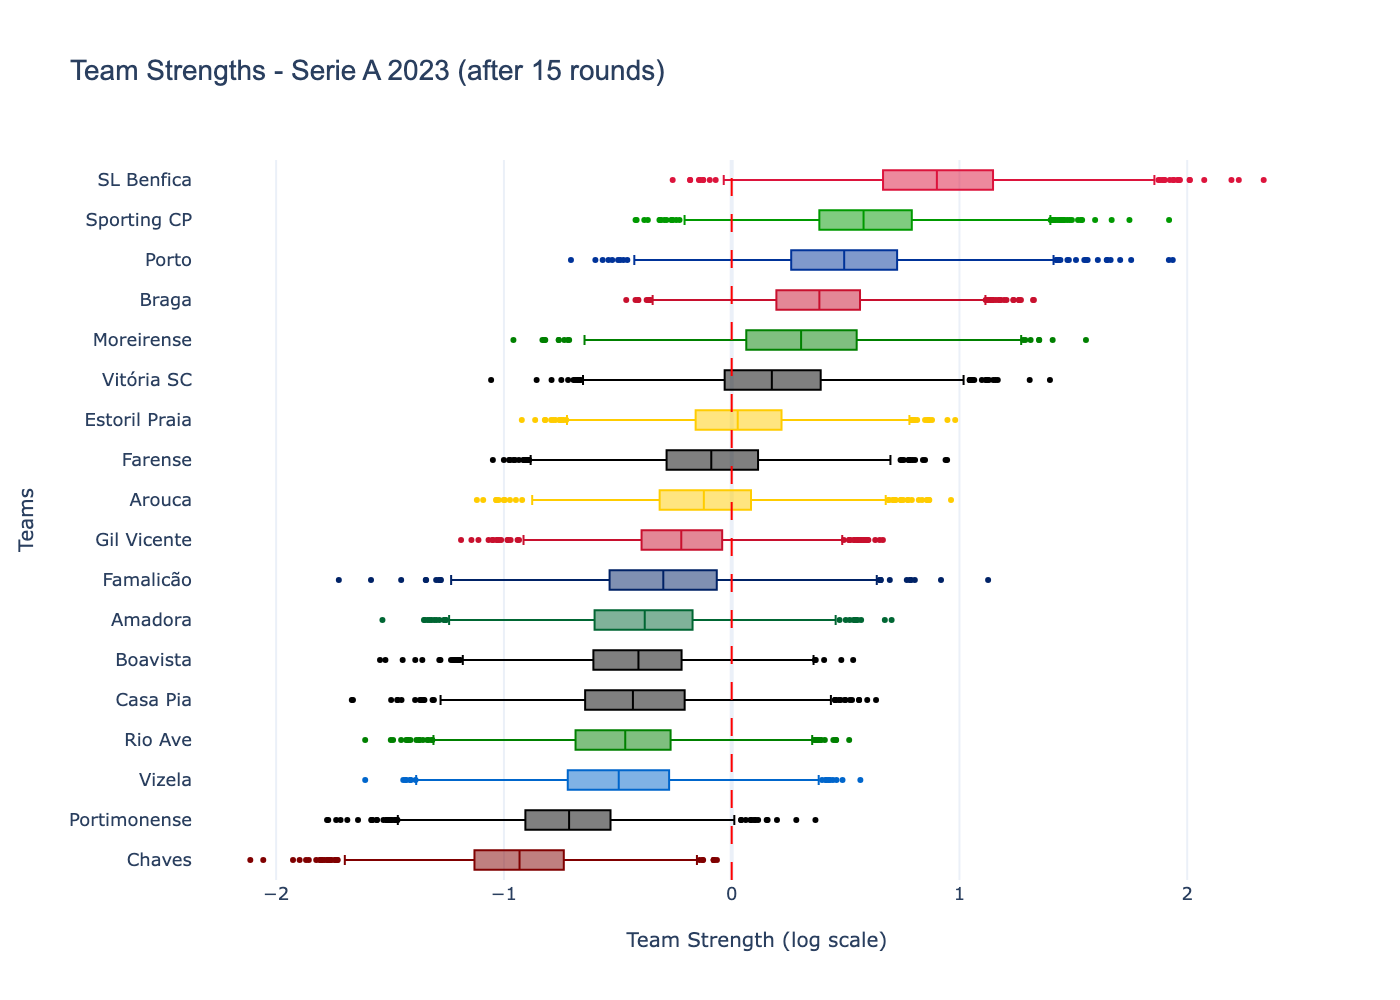 Team Strengths - Serie A 2023 (after 15 rounds)
SL Benfica
Sporting CP
Porto
Braga
Moreirense
Vitória SC
Estoril Praia
Farense
Arouca
Gil Vicente
Famalicão
Amadora
Boavista
Casa Pia
Rio Ave
Vizela
Portimonense
Chaves
Teams
−2
−1
0
1
2
Team Strength (log scale)